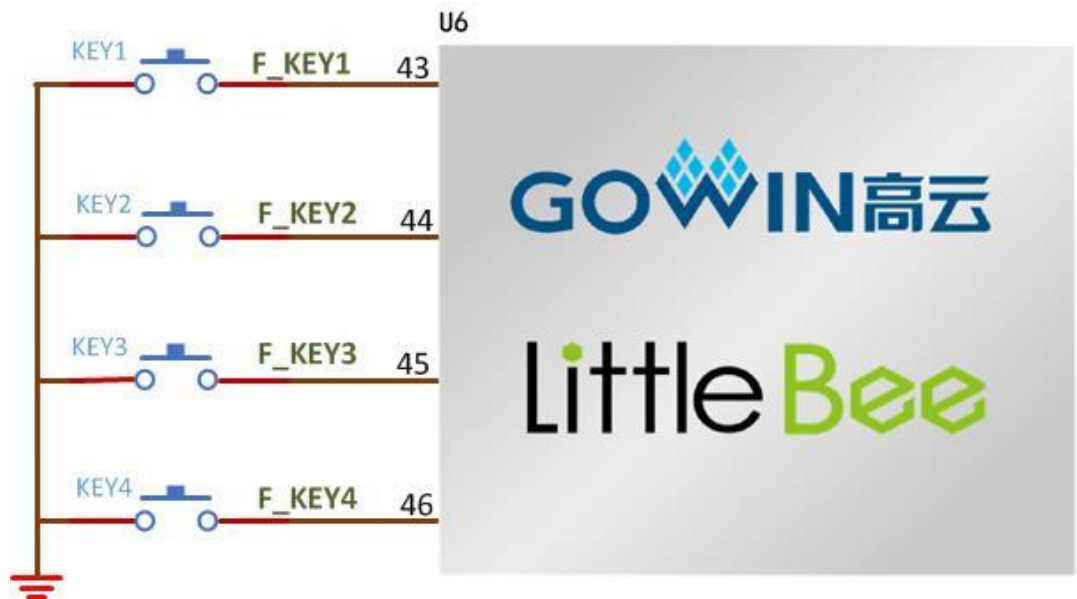 U6
KEY1 F_KEY1 43
KEY2 F_KEY2 44
GOWIN高云
KEY3 F_KEY3 45
LittleBee
KEY4 F_KEY4 46